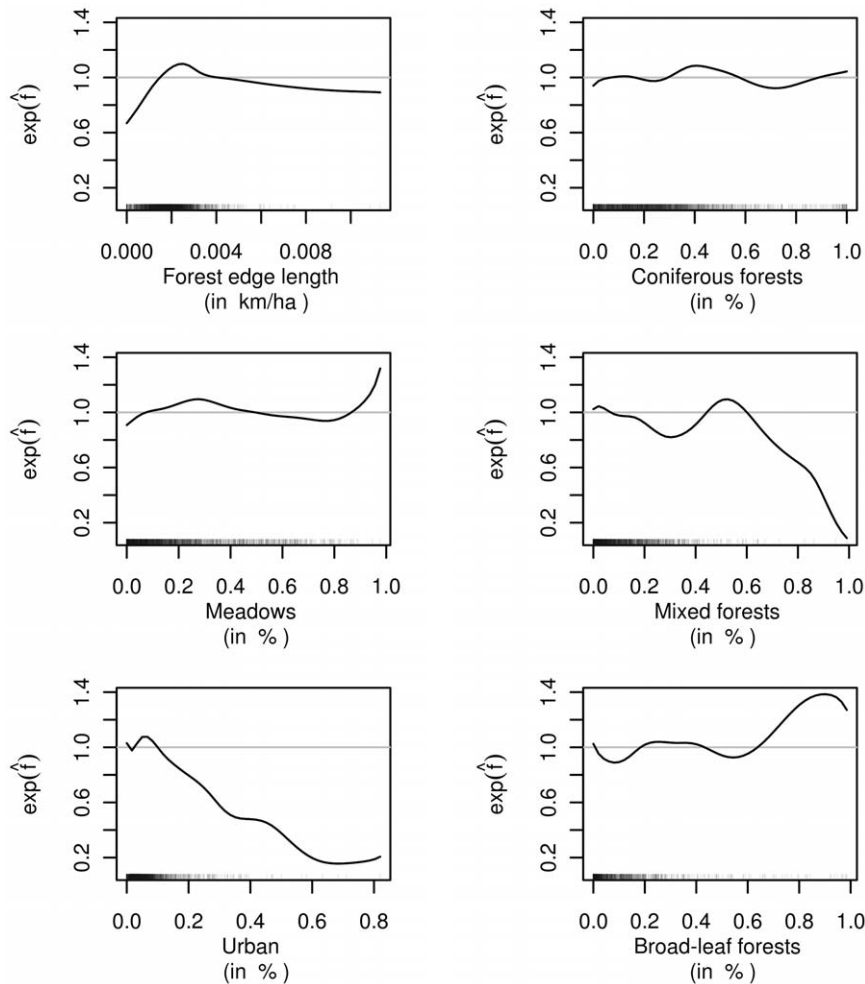 exp(f̂)
1.4
1.0
0.6
0.2
0.000 0.004 0.008
Forest edge length
(in km/ha )
exp(f̂)
1.4
1.0
0.6
0.2
0.0 0.2 0.4 0.6 0.8 1.0
Coniferous forests
(in % )
exp(f̂)
1.4
1.0
0.6
0.2
0.0 0.2 0.4 0.6 0.8 1.0
Meadows
(in % )
exp(f̂)
1.4
1.0
0.6
0.2
0.0 0.2 0.4 0.6 0.8 1.0
Mixed forests
(in % )
exp(f̂)
1.4
1.0
0.6
0.2
0.0 0.2 0.4 0.6 0.8
Urban
(in % )
exp(f̂)
1.4
1.0
0.6
0.2
0.0 0.2 0.4 0.6 0.8 1.0
Broad-leaf forests
(in % )